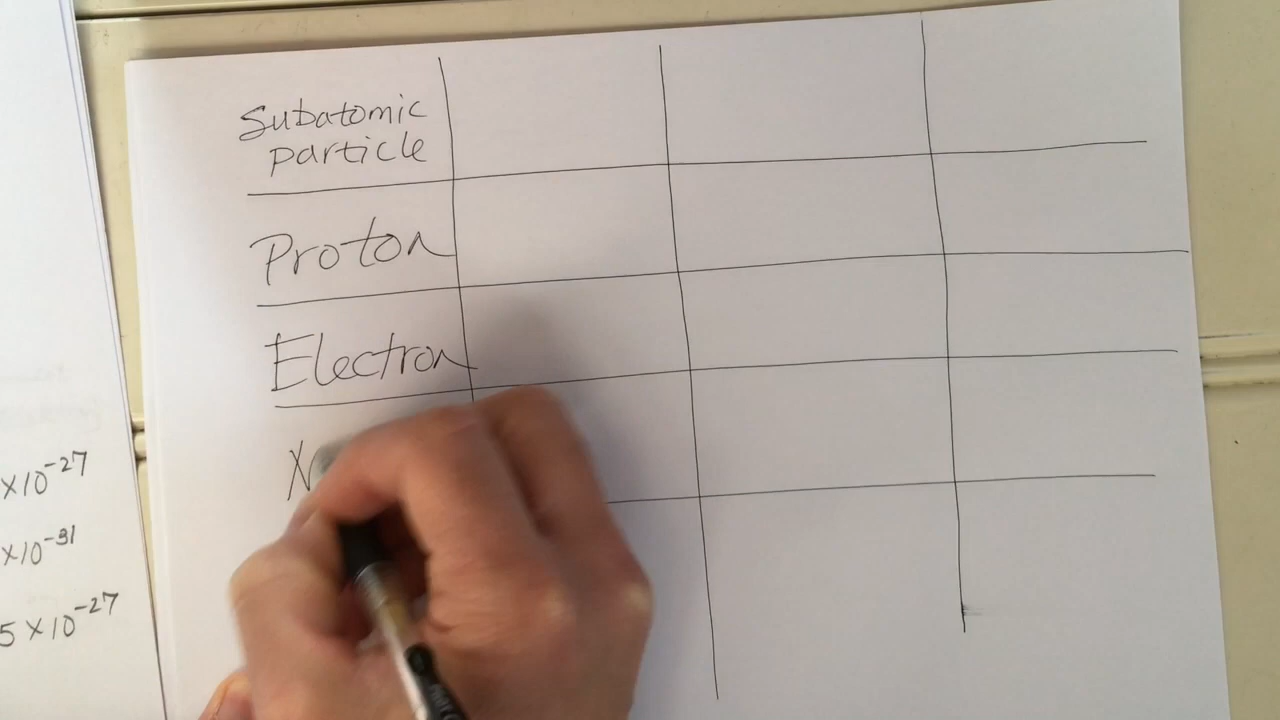 Subatomic
particle
Proton
Electron
N
×10⁻²⁷
×10⁻³¹
5×10⁻²⁷